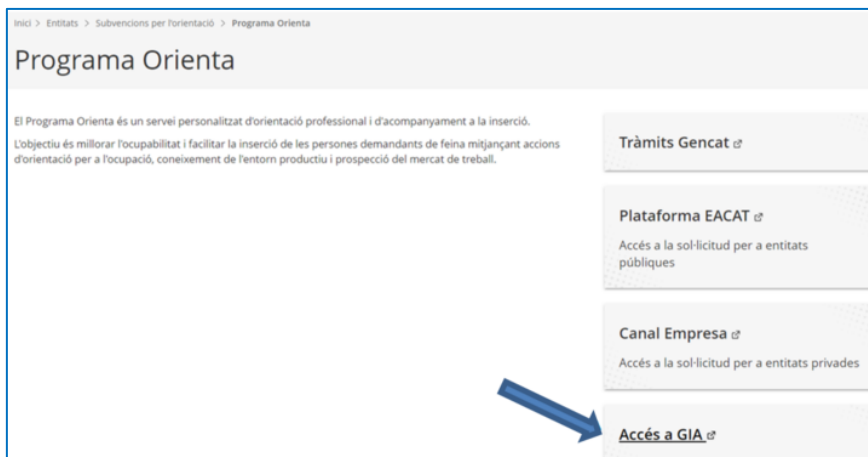 Inici > Entitats > Subvencions per l'orientació > Programa Orienta
Programa Orienta
El Programa Orienta és un servei personalitzat d'orientació professional i d'acompanyament a la inserció.
L'objectiu és millorar l'ocupabilitat i facilitar la inserció de les persones demandants de feina mitjançant accions
d'orientació per a l'ocupació, coneixement de l'entorn productiu i prospecció del mercat de treball.
Tràmits Gencat
Plataforma EACAT
Accés a la sol·licitud per a entitats
públiques
Canal Empresa
Accés a la sol·licitud per a entitats privades
Accés a GIA